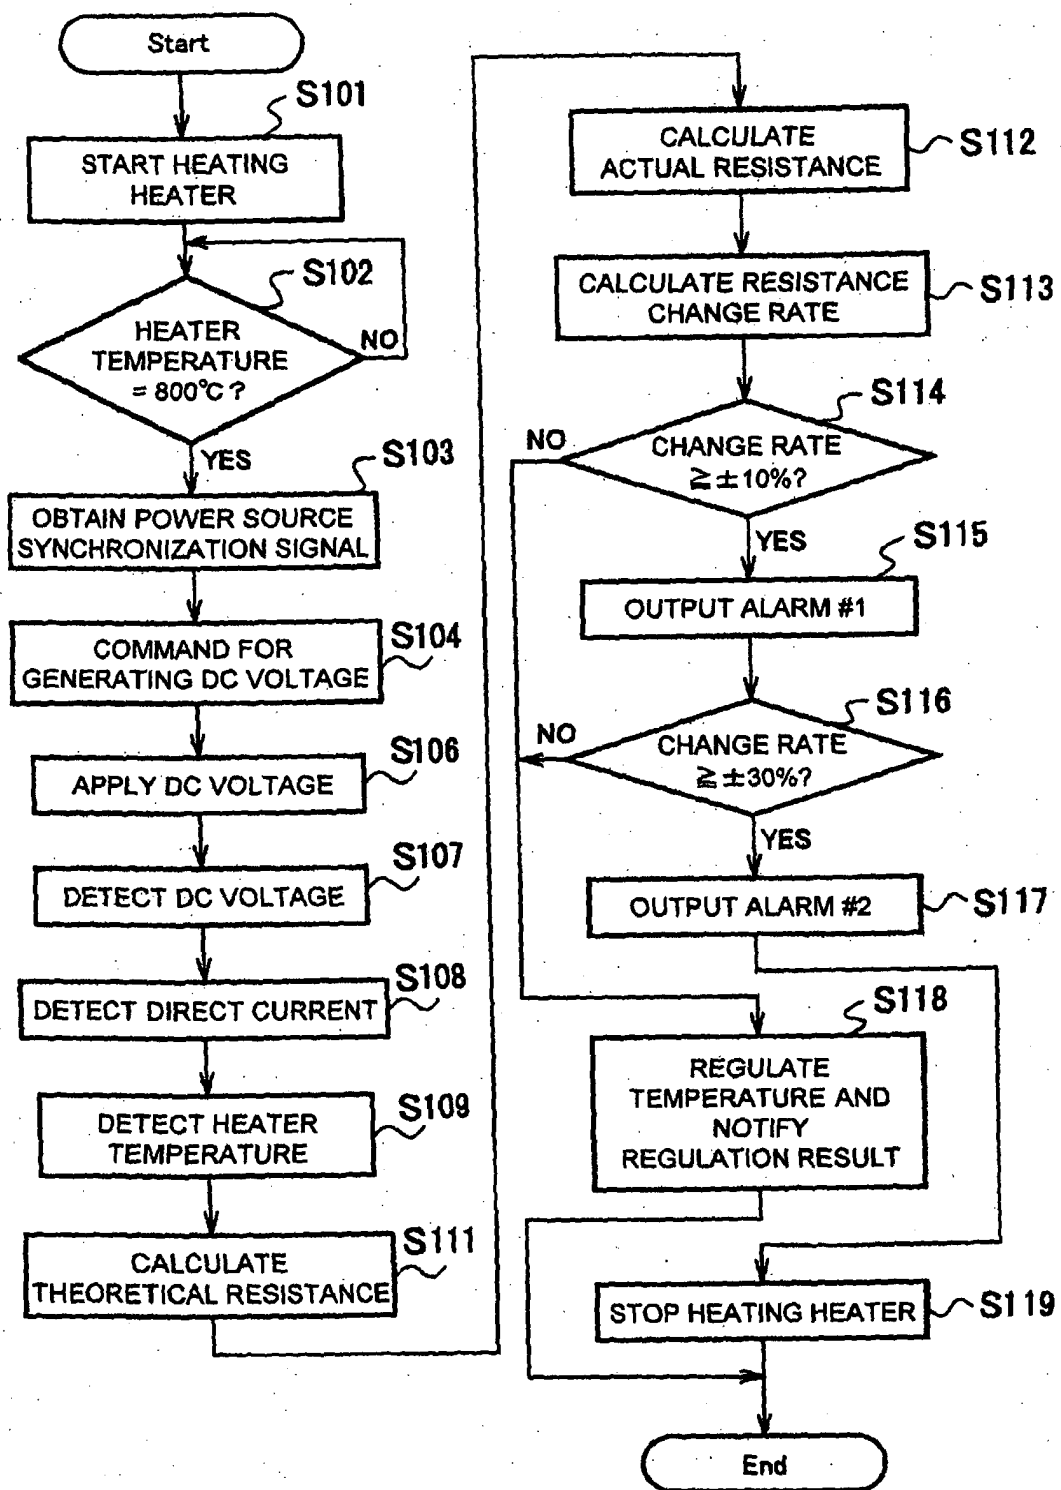 Start
S101
START HEATING
HEATER
S102
HEATER
TEMPERATURE
= 800°C ?
NO
YES
S103
OBTAIN POWER SOURCE
SYNCHRONIZATION SIGNAL
S104
COMMAND FOR
GENERATING DC VOLTAGE
S106
APPLY DC VOLTAGE
S107
DETECT DC VOLTAGE
S108
DETECT DIRECT CURRENT
S109
DETECT HEATER
TEMPERATURE
S111
CALCULATE
THEORETICAL RESISTANCE
S112
CALCULATE
ACTUAL RESISTANCE
S113
CALCULATE RESISTANCE
CHANGE RATE
S114
NO
CHANGE RATE
≧ ±10%?
YES
S115
OUTPUT ALARM #1
S116
NO
CHANGE RATE
≧ ±30%?
YES
S117
OUTPUT ALARM #2
S118
REGULATE
TEMPERATURE AND
NOTIFY
REGULATION RESULT
S119
STOP HEATING HEATER
End